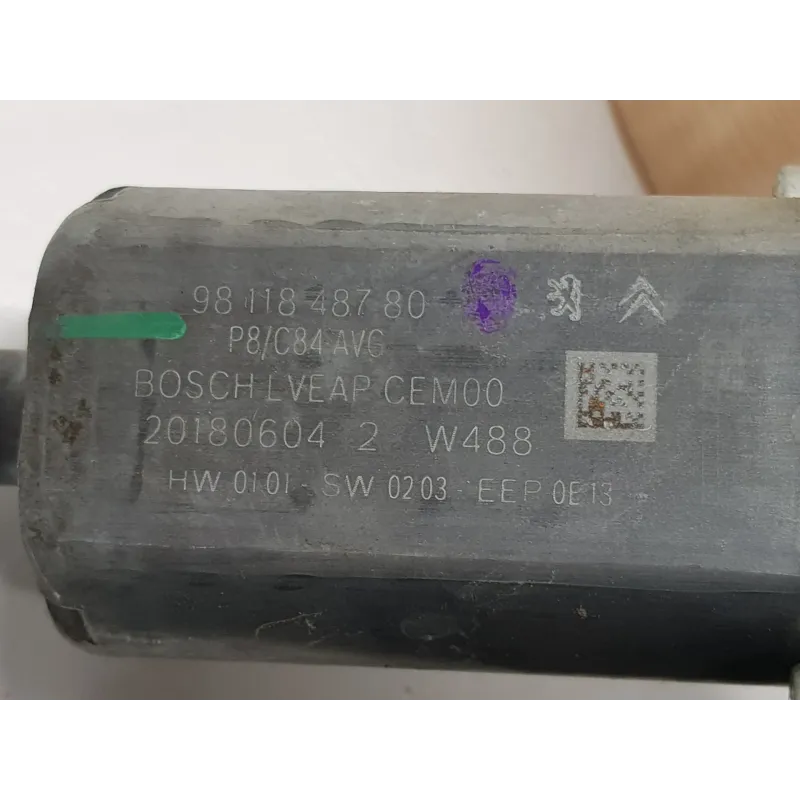 98 118 487 80
P8/C84 AVG
BOSCH LVEAP CEM00
20180604 2 W488
HW 0101 - SW 0203 - EEP 0E13